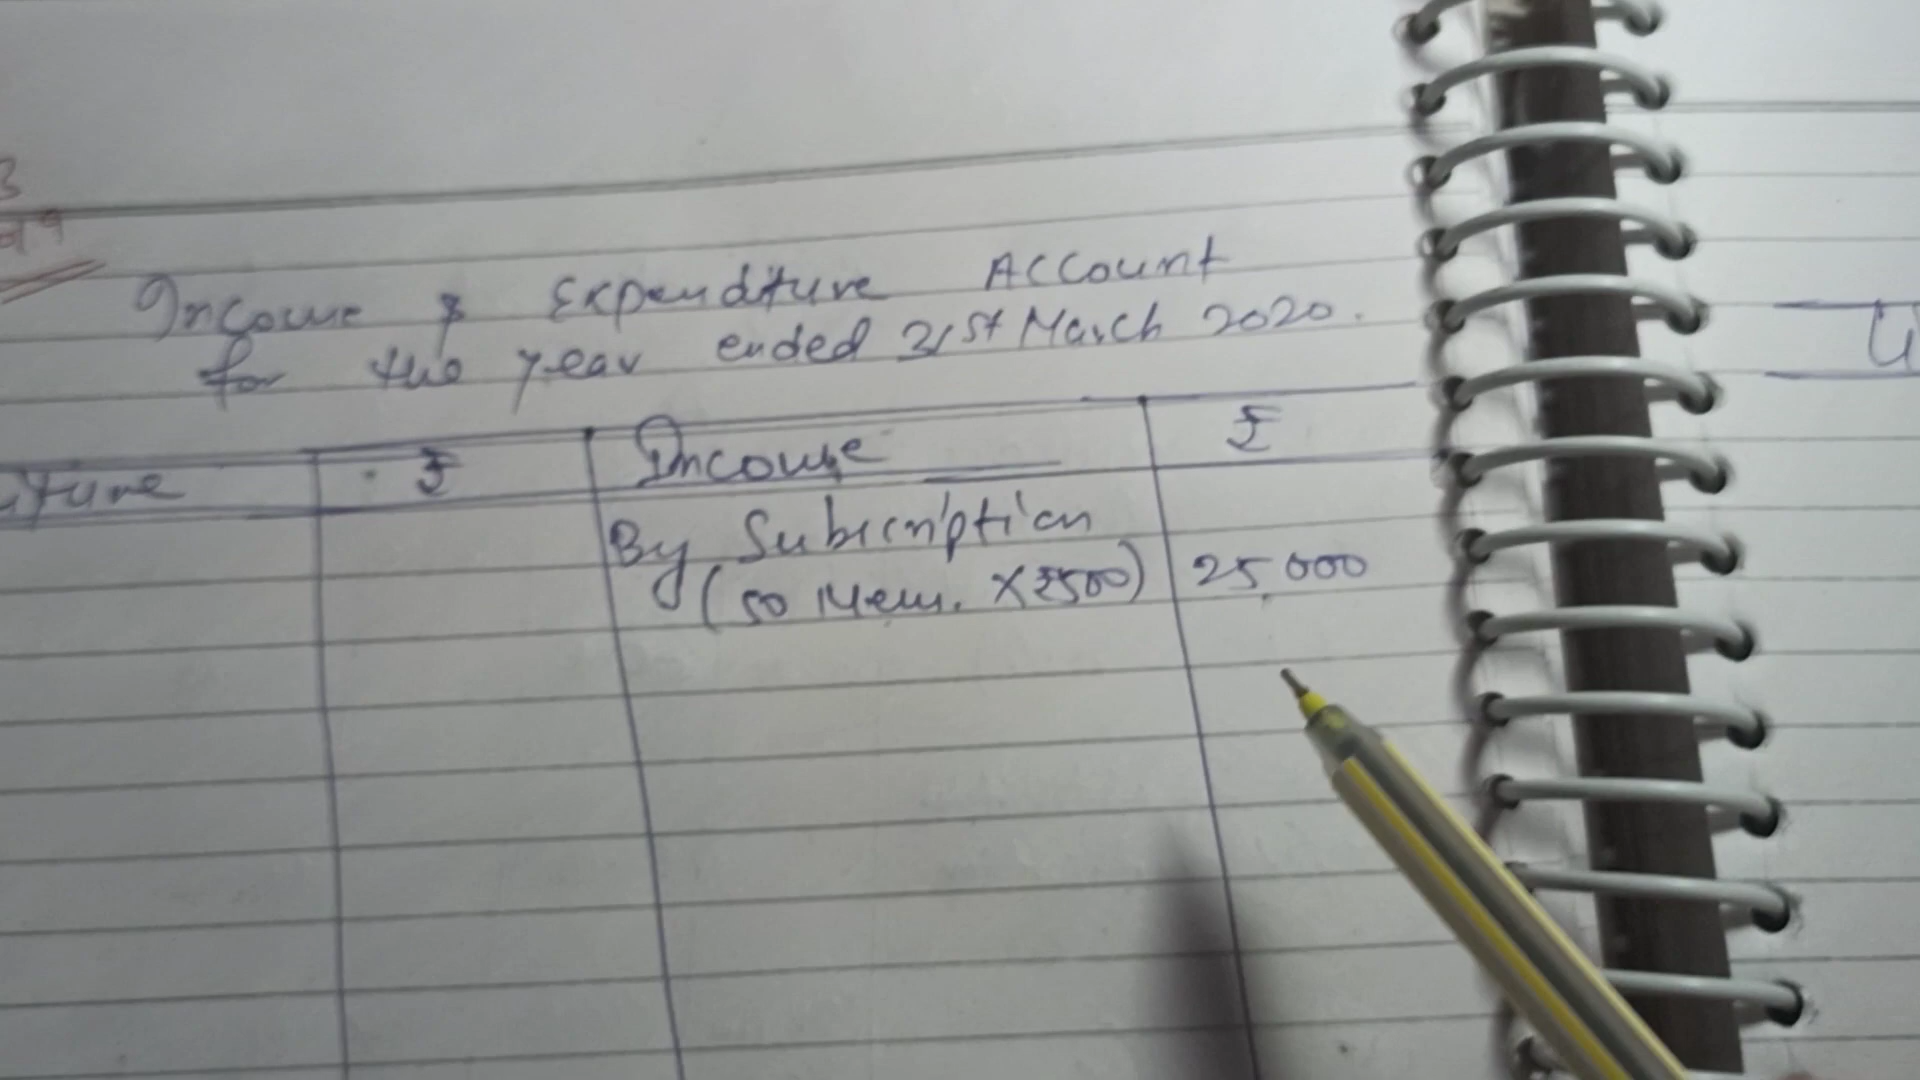 3
Income & Expenditure Account
for the year ended 31st March 2020.
iture ₹ Income ₹
By Subscription
(50 Mem. X ₹500) 25,000